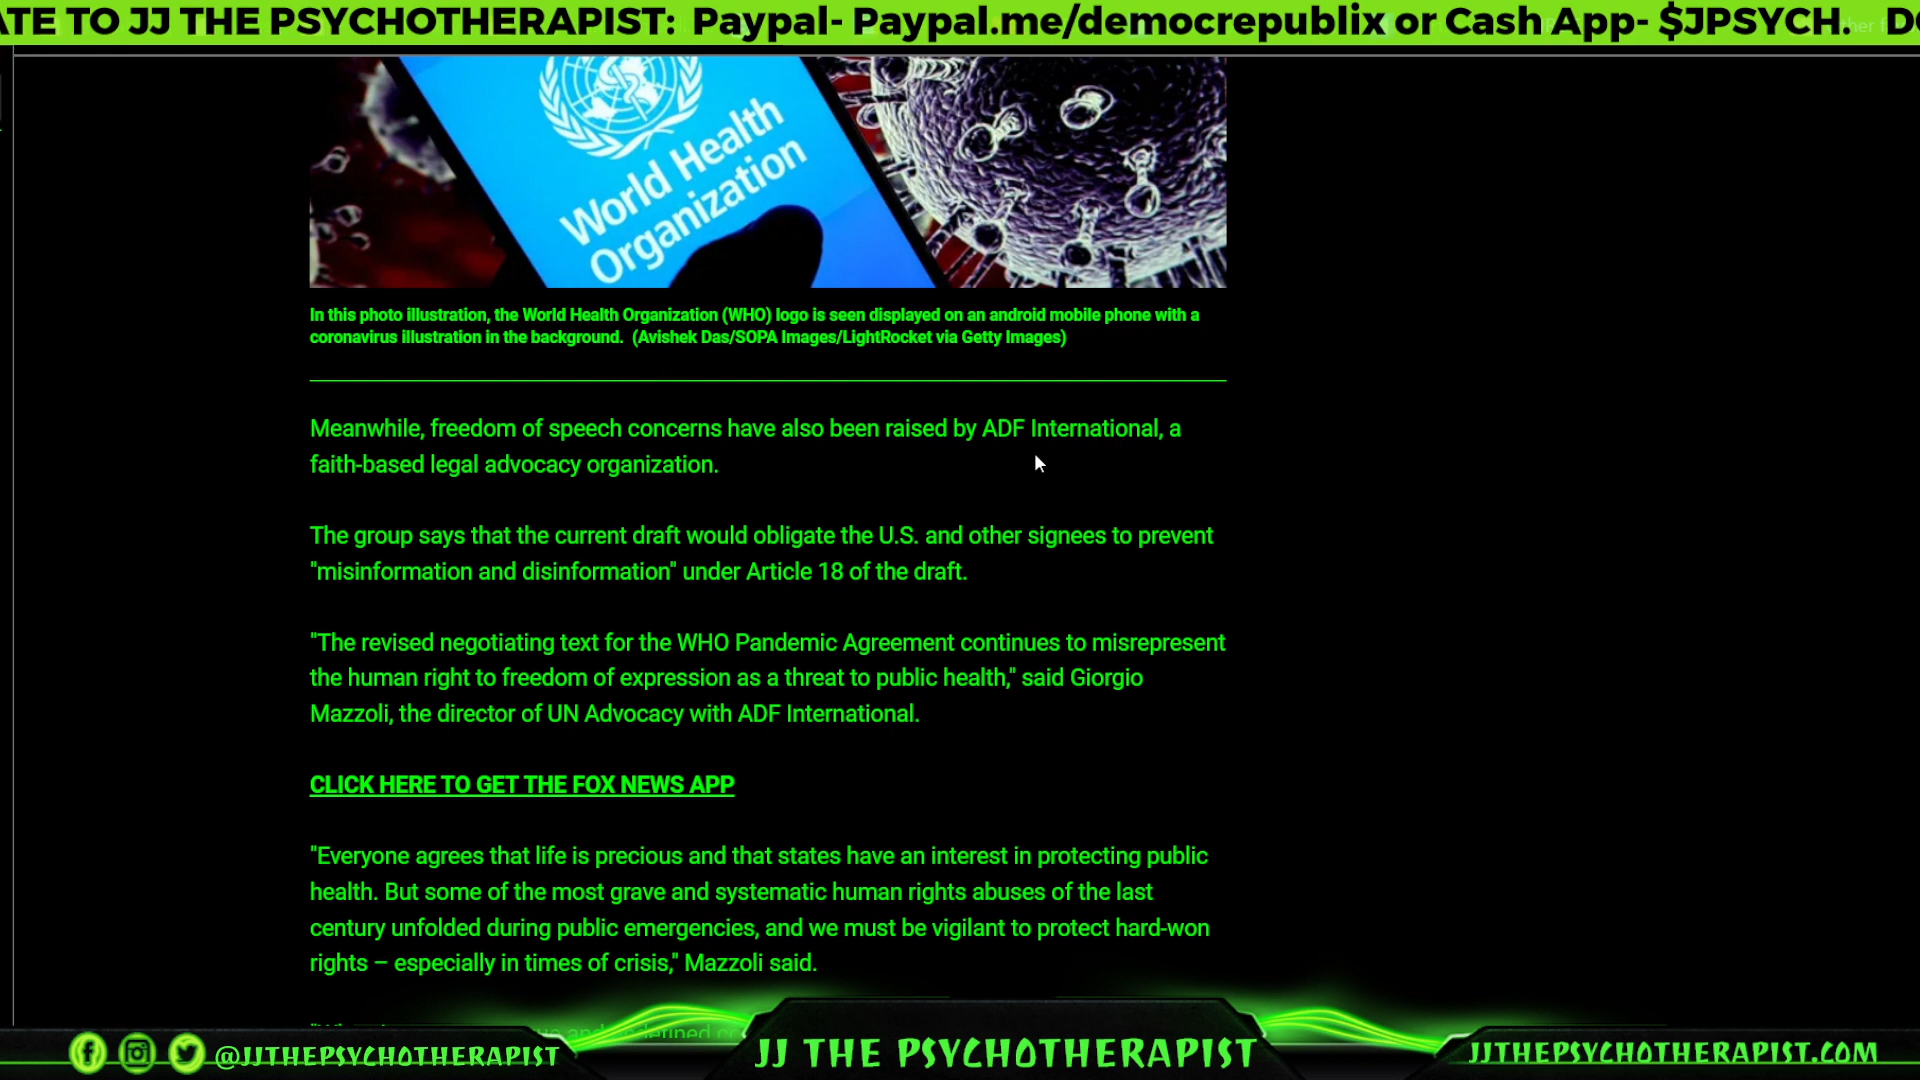 ATE TO JJ THE PSYCHOTHERAPIST: Paypal- Paypal.me/democrepublix or Cash App- $JPSYCH. D
World Health
Organization
In this photo illustration, the World Health Organization (WHO) logo is seen displayed on an android mobile phone with a
coronavirus illustration in the background. (Avishek Das/SOPA Images/LightRocket via Getty Images)
Meanwhile, freedom of speech concerns have also been raised by ADF International, a
faith-based legal advocacy organization.
The group says that the current draft would obligate the U.S. and other signees to prevent
"misinformation and disinformation" under Article 18 of the draft.
"The revised negotiating text for the WHO Pandemic Agreement continues to misrepresent
the human right to freedom of expression as a threat to public health," said Giorgio
Mazzoli, the director of UN Advocacy with ADF International.
CLICK HERE TO GET THE FOX NEWS APP
"Everyone agrees that life is precious and that states have an interest in protecting public
health. But some of the most grave and systematic human rights abuses of the last
century unfolded during public emergencies, and we must be vigilant to protect hard-won
rights – especially in times of crisis," Mazzoli said.
and
@JJTHEPSYCHOTHERAPIST
JJ THE PSYCHOTHERAPIST
JJTHEPSYCHOTHERAPIST.COM